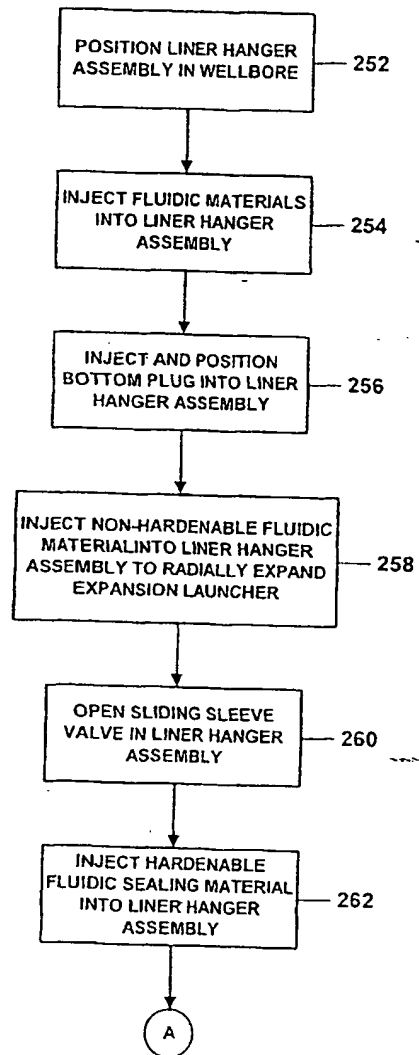 POSITION LINER HANGER
ASSEMBLY IN WELLBORE
252
INJECT FLUIDIC MATERIALS
INTO LINER HANGER
ASSEMBLY
254
INJECT AND POSITION
BOTTOM PLUG INTO LINER
HANGER ASSEMBLY
256
INJECT NON-HARDENABLE FLUIDIC
MATERIALINTO LINER HANGER
ASSEMBLY TO RADIALLY EXPAND
EXPANSION LAUNCHER
258
OPEN SLIDING SLEEVE
VALVE IN LINER HANGER
ASSEMBLY
260
INJECT HARDENABLE
FLUIDIC SEALING MATERIAL
INTO LINER HANGER
ASSEMBLY
262
A